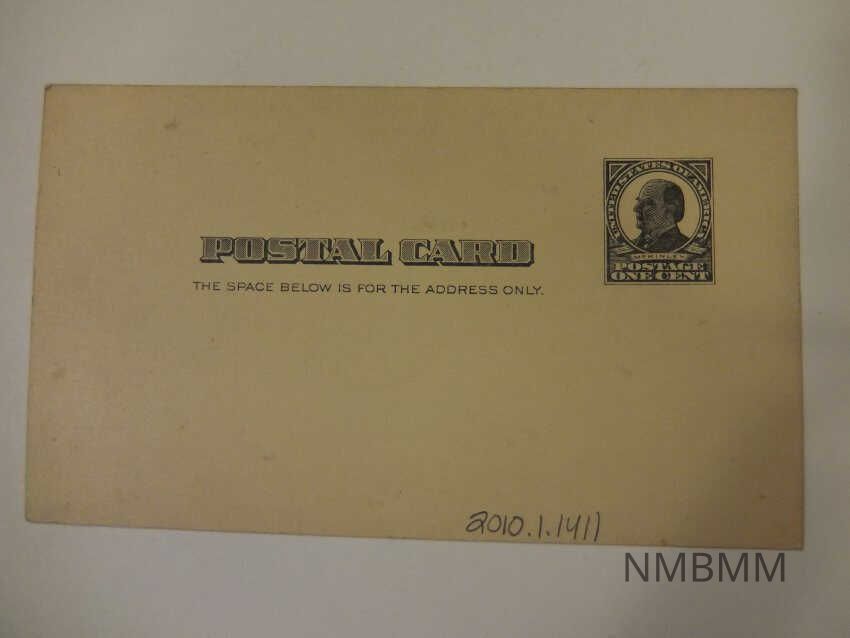 UNITED STATES OF AMERICA
McKINLEY
POSTAGE
ONE CENT
POSTAL CARD
THE SPACE BELOW IS FOR THE ADDRESS ONLY.
2010.1.1411
NMBMM